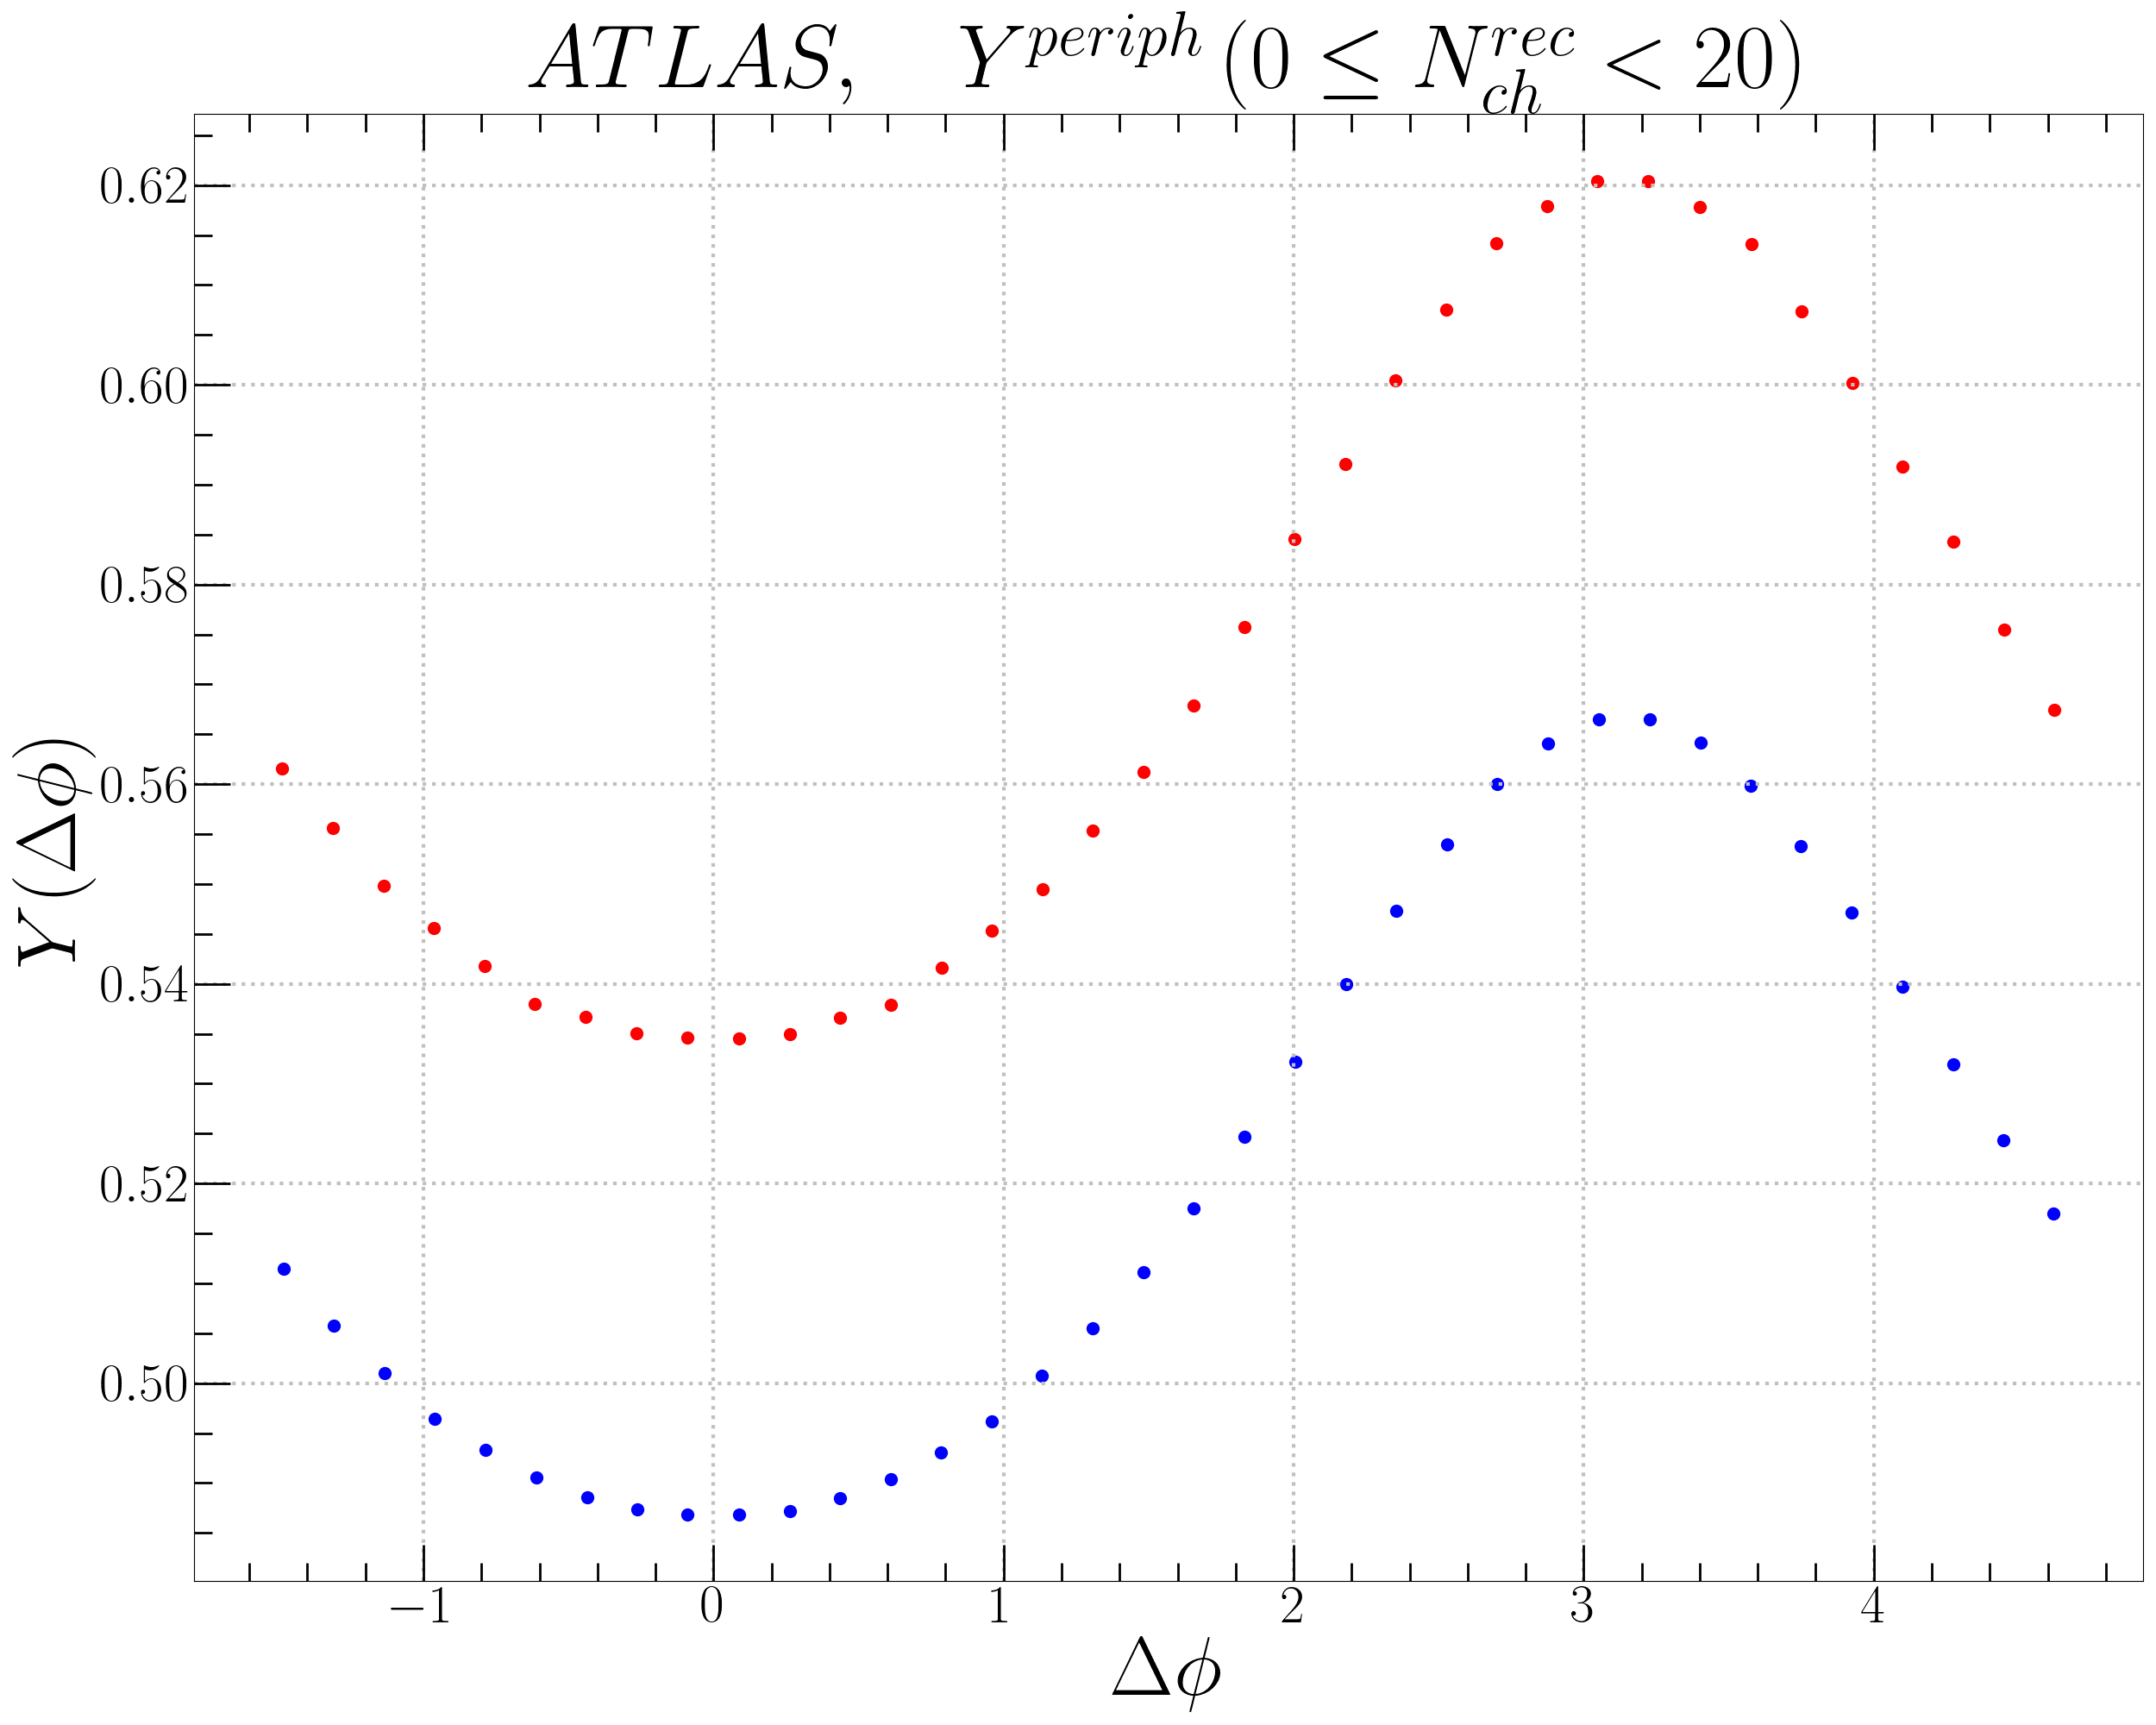 ATLAS, Y^{periph}(0 ≤ N_{ch}^{rec} < 20)
Y(Δϕ)
0.62
0.60
0.58
0.56
0.54
0.52
0.50
−1 0 1 2 3 4
Δϕ